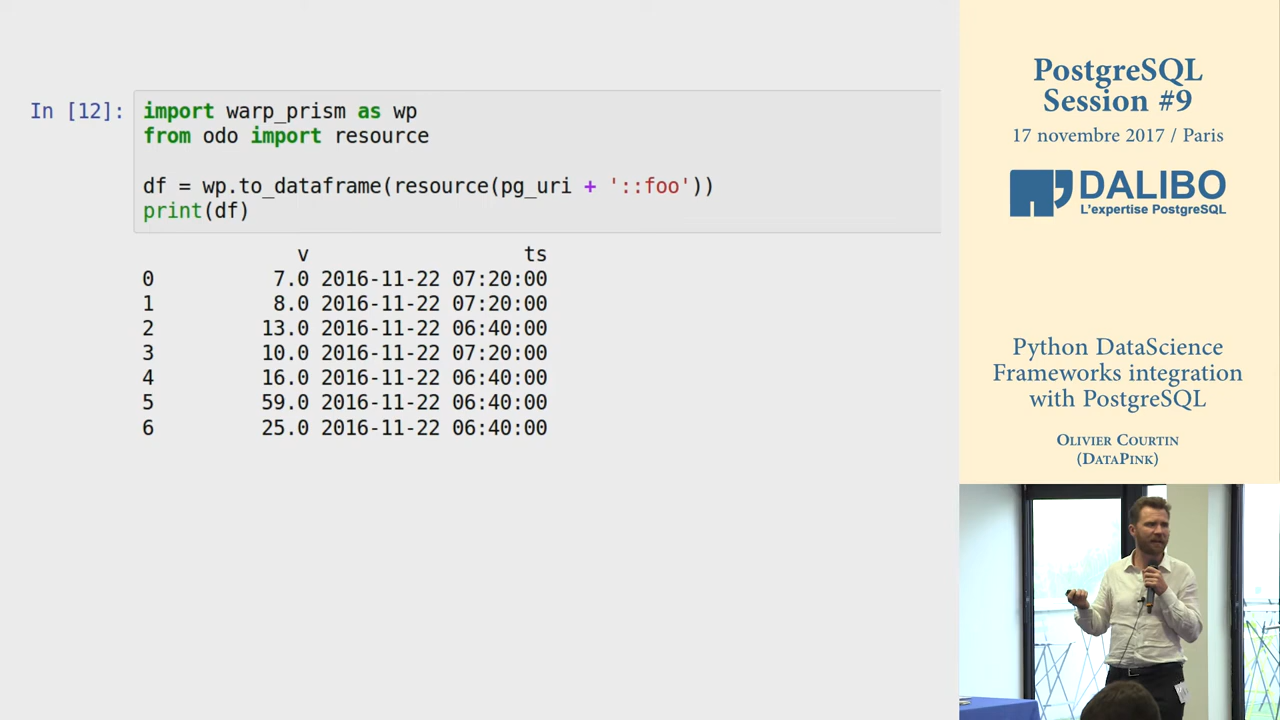 In [12]:
import warp_prism as wp
from odo import resource
df = wp.to_dataframe(resource(pg_uri + '::foo'))
print(df)
v ts
0 7.0 2016-11-22 07:20:00
1 8.0 2016-11-22 07:20:00
2 13.0 2016-11-22 06:40:00
3 10.0 2016-11-22 07:20:00
4 16.0 2016-11-22 06:40:00
5 59.0 2016-11-22 06:40:00
6 25.0 2016-11-22 06:40:00
PostgreSQL
Session #9
17 novembre 2017 / Paris
DALIBO
L'expertise PostgreSQL
Python DataScience
Frameworks integration
with PostgreSQL
Olivier Courtin
(DataPink)